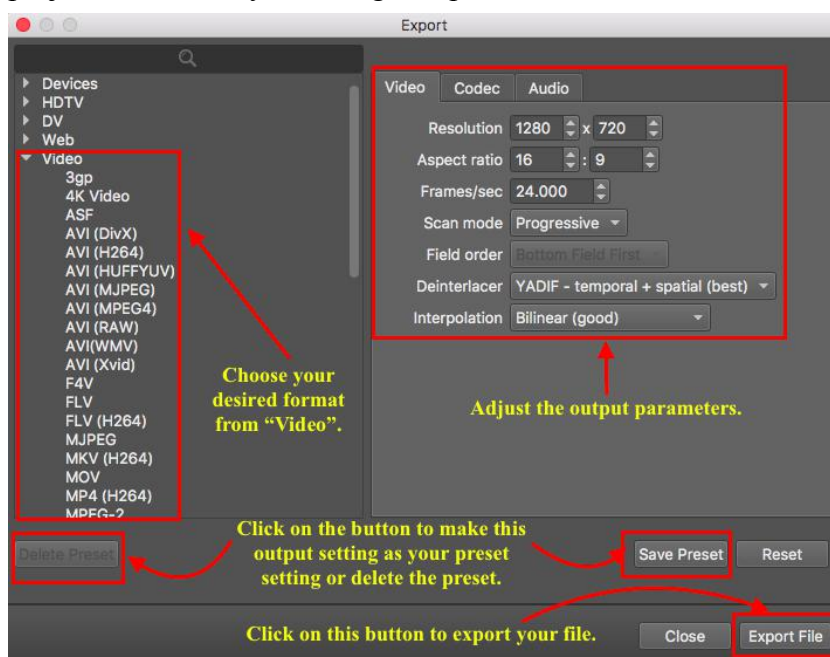 Export
Devices
HDTV
DV
Web
Video
3gp
4K Video
ASF
AVI (DivX)
AVI (H264)
AVI (HUFFYUV)
AVI (MJPEG)
AVI (MPEG4)
AVI (RAW)
AVI(WMV)
AVI (Xvid)
F4V
FLV
FLV (H264)
MJPEG
MKV (H264)
MOV
MP4 (H264)
MPEG-2
Choose your
desired format
from “Video”.
Video Codec Audio
Resolution 1280 x 720
Aspect ratio 16 : 9
Frames/sec 24.000
Scan mode Progressive
Field order Bottom Field First
Deinterlacer YADIF - temporal + spatial (best)
Interpolation Bilinear (good)
Adjust the output parameters.
Click on the button to make this
output setting as your preset
setting or delete the preset.
Delete Preset
Save Preset Reset
Click on this button to export your file.
Close Export File